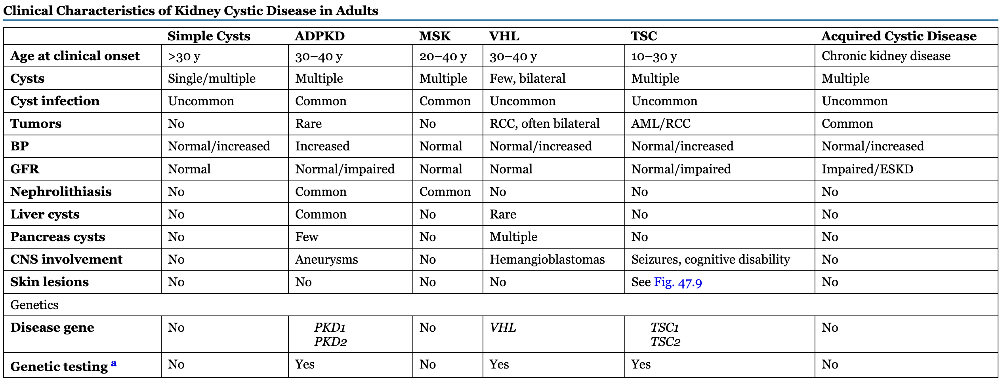 Clinical Characteristics of Kidney Cystic Disease in Adults
Simple Cysts ADPKD MSK VHL TSC Acquired Cystic Disease
Age at clinical onset >30 y 30–40 y 20–40 y 30–40 y 10–30 y Chronic kidney disease
Cysts Single/multiple Multiple Multiple Few, bilateral Multiple Multiple
Cyst infection Uncommon Common Common Uncommon Uncommon Uncommon
Tumors No Rare No RCC, often bilateral AML/RCC Common
BP Normal/increased Increased Normal Normal/increased Normal/increased Normal/increased
GFR Normal Normal/impaired Normal Normal Normal/impaired Impaired/ESKD
Nephrolithiasis No Common Common No No No
Liver cysts No Common No Rare No No
Pancreas cysts No Few No Multiple No No
CNS involvement No Aneurysms No Hemangioblastomas Seizures, cognitive disability No
Skin lesions No No No No See Fig. 47.9 No
Genetics
Disease gene No PKD1 No VHL TSC1 No
PKD2 TSC2
Genetic testing a No Yes No Yes Yes No